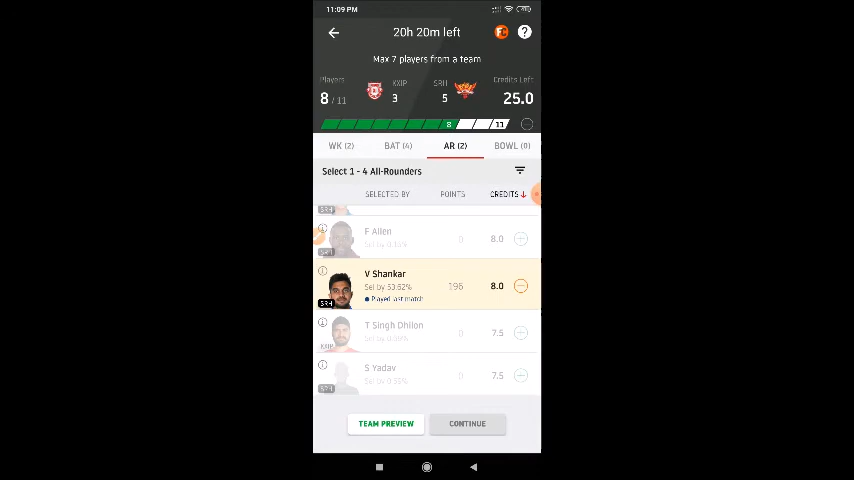 11:09 PM
20h 20m left
Max 7 players from a team
Players
KXIP
SRH
Credits Left
8 / 11
3
5
25.0
8
11
WK (2)
BAT (4)
AR (2)
BOWL (0)
Select 1 - 4 All-Rounders
SELECTED BY
POINTS
CREDITS
SRH
F Allen
0
8.0
SRH
V Shankar
Sel by 53.62%
196
8.0
Played last match
SRH
T Singh Dhillon
0
7.5
KXIP
S Yadav
0
7.5
SRH
TEAM PREVIEW
CONTINUE